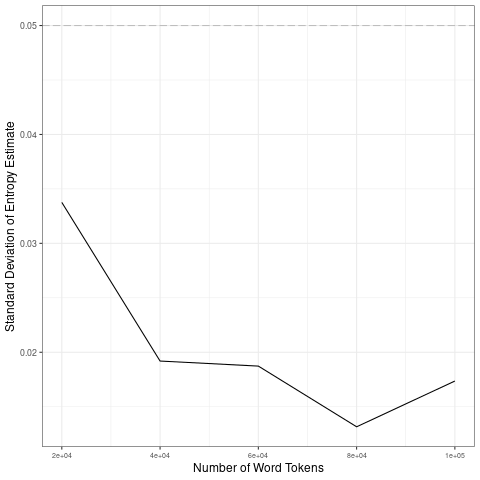 0.05
0.04
0.03
0.02
Standard Deviation of Entropy Estimate
2e+04 4e+04 6e+04 8e+04 1e+05
Number of Word Tokens